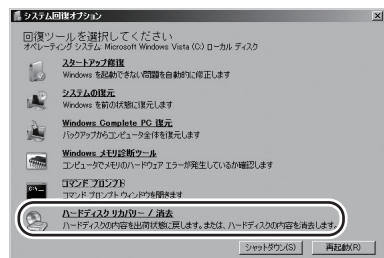 システム回復オプション
回復ツールを選択してください
オペレーティング システム: Microsoft Windows Vista (C:) ローカル ディスク
スタートアップ修復
Windows を起動できない問題を自動的に修正します
システムの復元
Windows を前の状態に復元します
Windows Complete PC 復元
バックアップからコンピュータ全体を復元します
Windows メモリ診断ツール
コンピュータでメモリのハードウェア エラーが発生しているか確認します
コマンド プロンプト
コマンド プロンプト ウィンドウを開きます
ハードディスク リカバリー / 消去
ハードディスクの内容を出荷状態に戻します。または、ハードディスクの内容を消去します。
シャットダウン(S)
再起動(R)